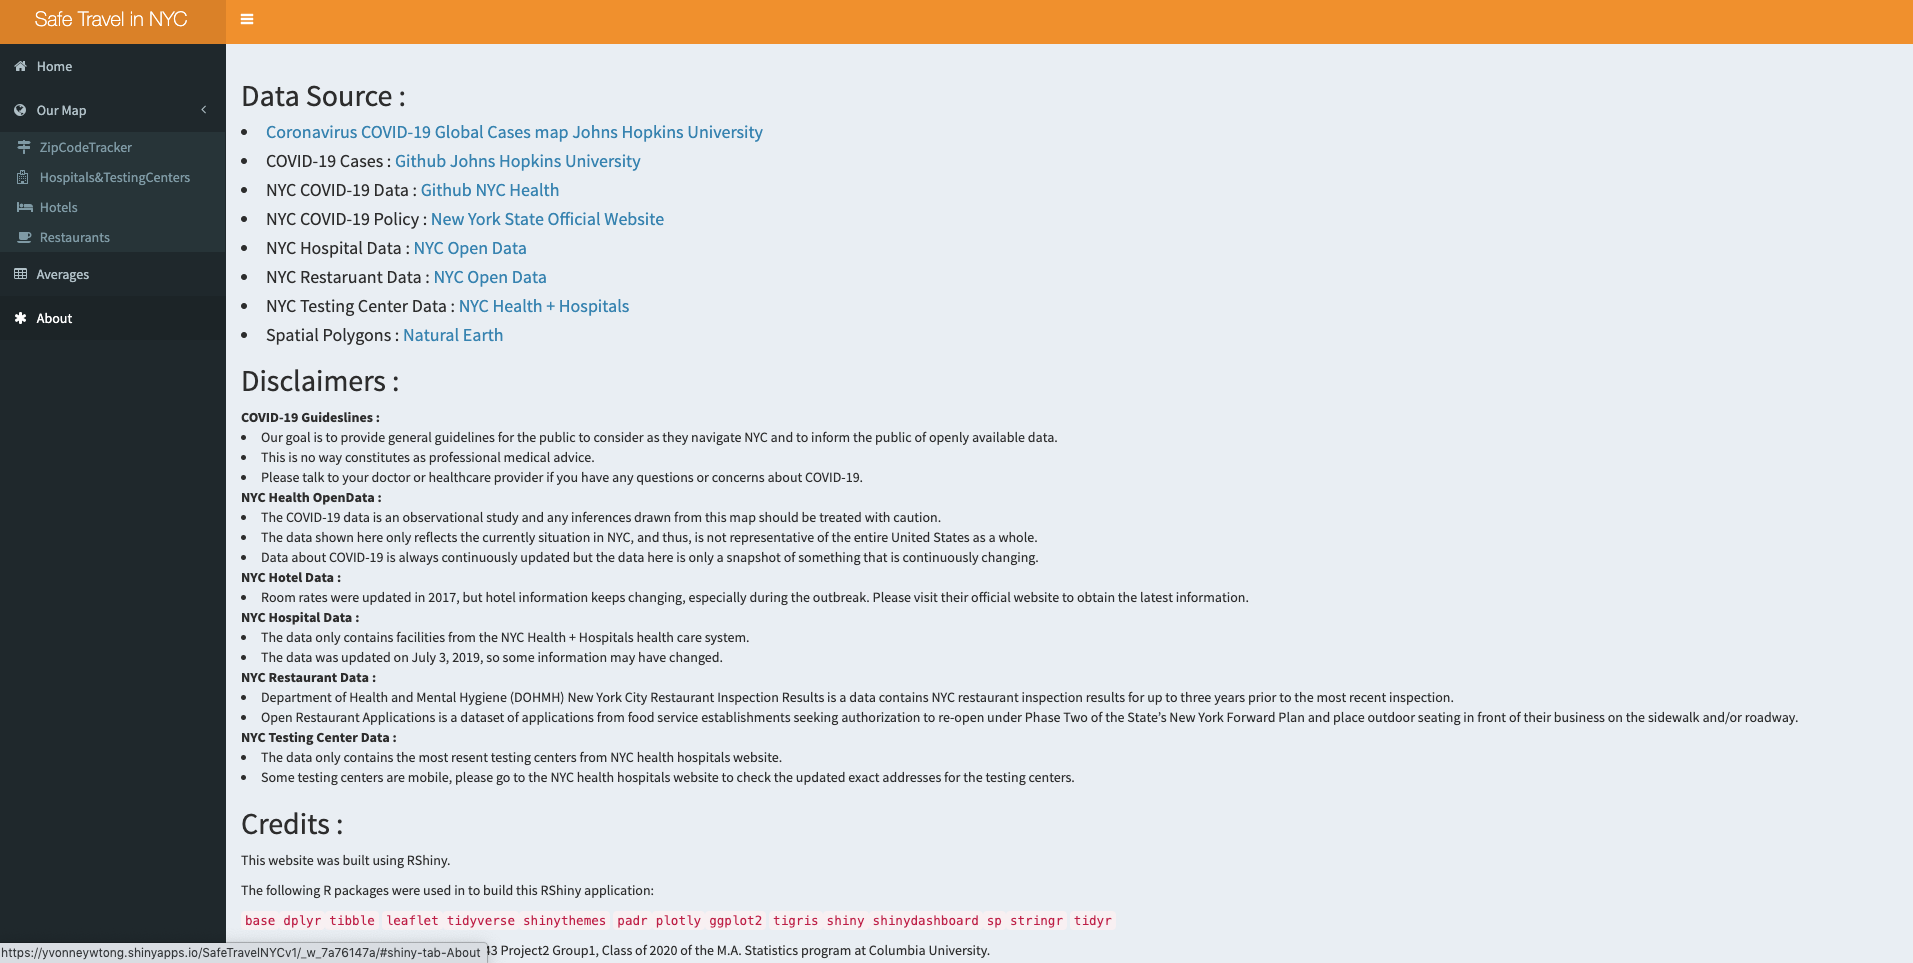 Safe Travel in NYC
Home
Our Map
ZipCodeTracker
Hospitals&TestingCenters
Hotels
Restaurants
Averages
About
Data Source :
Coronavirus COVID-19 Global Cases map Johns Hopkins University
COVID-19 Cases : Github Johns Hopkins University
NYC COVID-19 Data : Github NYC Health
NYC COVID-19 Policy : New York State Official Website
NYC Hospital Data : NYC Open Data
NYC Restaruant Data : NYC Open Data
NYC Testing Center Data : NYC Health + Hospitals
Spatial Polygons : Natural Earth
Disclaimers :
COVID-19 Guideslines :
Our goal is to provide general guidelines for the public to consider as they navigate NYC and to inform the public of openly available data.
This is no way constitutes as professional medical advice.
Please talk to your doctor or healthcare provider if you have any questions or concerns about COVID-19.
NYC Health OpenData :
The COVID-19 data is an observational study and any inferences drawn from this map should be treated with caution.
The data shown here only reflects the currently situation in NYC, and thus, is not representative of the entire United States as a whole.
Data about COVID-19 is always continuously updated but the data here is only a snapshot of something that is continuously changing.
NYC Hotel Data :
Room rates were updated in 2017, but hotel information keeps changing, especially during the outbreak. Please visit their official website to obtain the latest information.
NYC Hospital Data :
The data only contains facilities from the NYC Health + Hospitals health care system.
The data was updated on July 3, 2019, so some information may have changed.
NYC Restaurant Data :
Department of Health and Mental Hygiene (DOHMH) New York City Restaurant Inspection Results is a data contains NYC restaurant inspection results for up to three years prior to the most recent inspection.
Open Restaurant Applications is a dataset of applications from food service establishments seeking authorization to re-open under Phase Two of the State’s New York Forward Plan and place outdoor seating in front of their business on the sidewalk and/or roadway.
NYC Testing Center Data :
The data only contains the most resent testing centers from NYC health hospitals website.
Some testing centers are mobile, please go to the NYC health hospitals website to check the updated exact addresses for the testing centers.
Credits :
This website was built using RShiny.
The following R packages were used in to build this RShiny application:
base dplyr tibble leaflet tidyverse shinythemes padr plotly ggplot2 tigris shiny shinydashboard sp stringr tidyr
https://yvonneywtong.shinyapps.io/SafeTravelNYCv1/_w_7a76147a/#shiny-tab-About
43 Project2 Group1, Class of 2020 of the M.A. Statistics program at Columbia University.